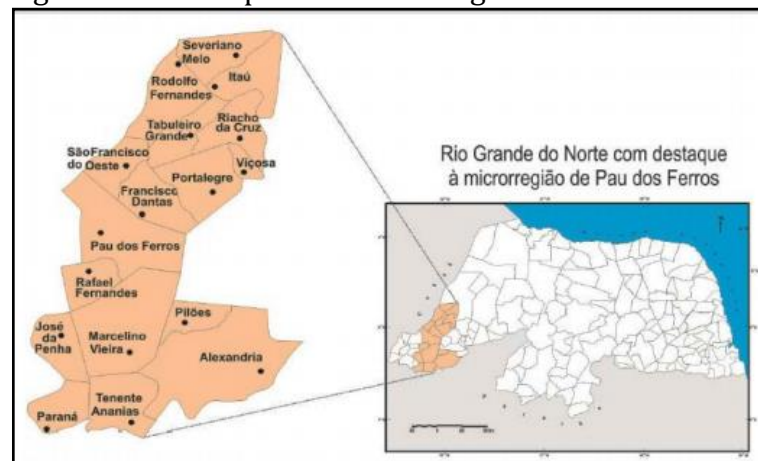 Severiano
Melo
Rodolfo
Fernandes
Itaú
Tabuleiro
Grande
Riacho
da Cruz
São Francisco
do Oeste
Viçosa
Portalegre
Francisco
Dantas
Pau dos Ferros
Rafael
Fernandes
José
da
Penha
Pilões
Marcelino
Vieira
Alexandria
Tenente
Ananias
Paraná
Rio Grande do Norte com destaque
à microrregião de Pau dos Ferros